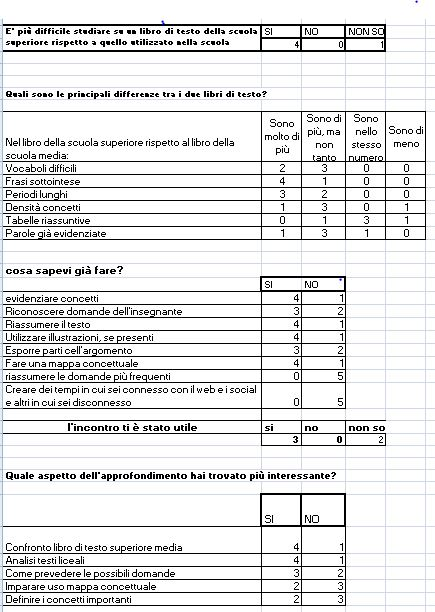 E' più difficile studiare su un libro di testo della scuola SI NO NON SO
superiore rispetto a quello utilizzato nella scuola 4 0 1
Quali sono le principali differenze tra i due libri di testo?
Nel libro della scuola superiore rispetto al libro della scuola media: Sono molto di più Sono di più, ma non tanto Sono nello stesso numero Sono di meno
Vocaboli difficili 2 3 0 0
Frasi sottointese 4 1 0 0
Periodi lunghi 3 2 0 0
Densità concetti 1 3 0 1
Tabelle riassuntive 0 1 3 1
Parole già evidenziate 1 3 1 0
cosa sapevi già fare?
SI NO
evidenziare concetti 4 1
Riconoscere domande dell'insegnante 3 2
Riassumere il testo 4 1
Utilizzare illustrazioni, se presenti 4 1
Esporre parti cell'argomento 3 2
Fare una mappa concettuale 4 1
riassumere le domande più frequenti 0 5
Creare dei tempi in cui sei connesso con il web e i social
e altri in cui sei disconnesso 0 5
l'incontro ti è stato utile si no non so
3 0 2
Quale aspetto dell'approfondimento hai trovato più interessante?
SI NO
Confronto libro di testo superiore media 4 1
Analisi testi liceali 4 1
Come prevedere le possibili domande 3 2
Imparare uso mappa concettuale 2 3
Definire i concetti importanti 2 3